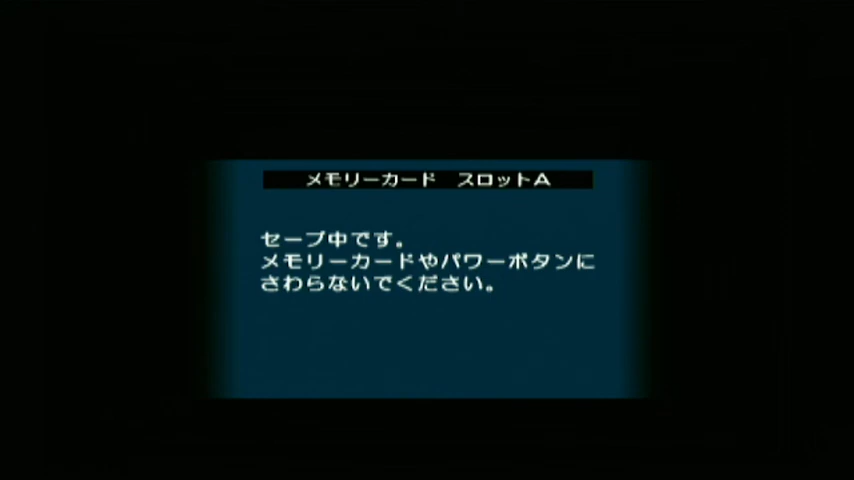 メモリーカード　スロットA
セーブ中です。
メモリーカードやパワーボタンに
さわらないでください。